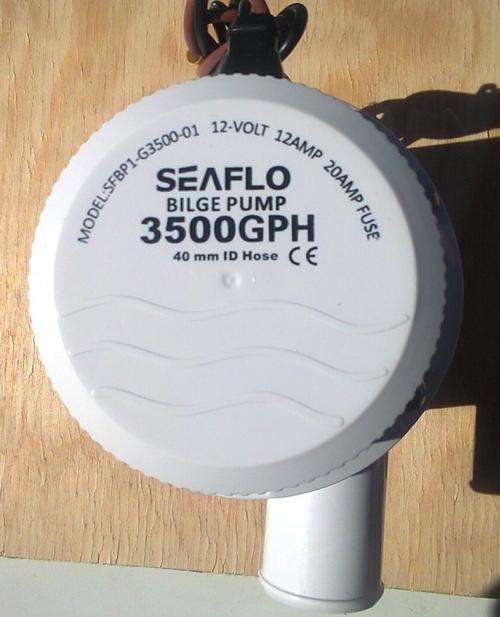 MODEL:SFBP1-G3500-01 12-VOLT 12AMP 20AMP FUSE
SEAFLO
BILGE PUMP
3500GPH
40 mm ID Hose CE